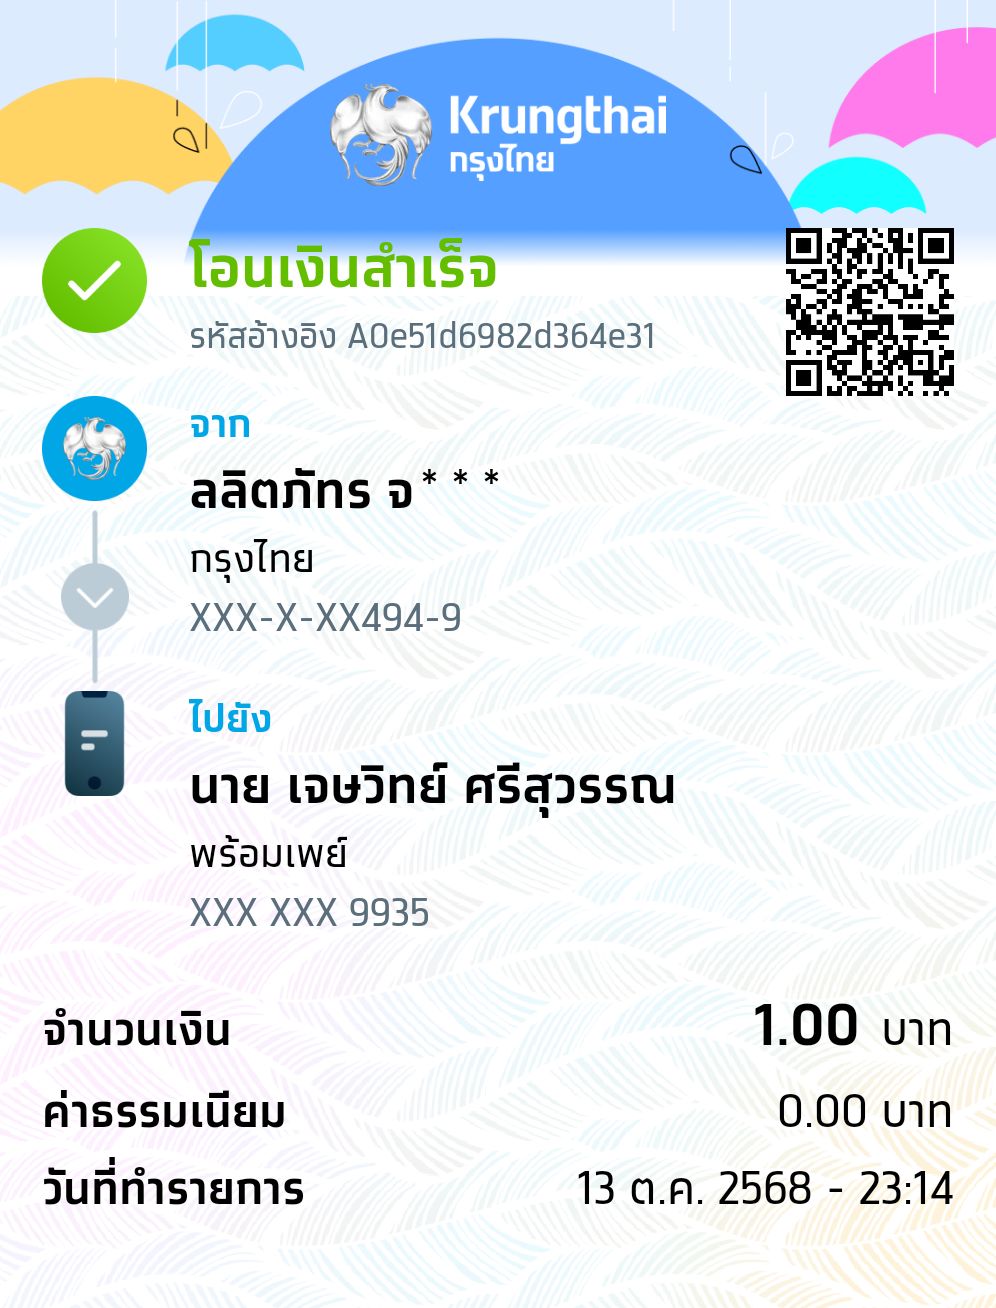 Krungthai
กรุงไทย
โอนเงินสำเร็จ
รหัสอ้างอิง A0e51d6982d364e31
จาก
ลลิตภัทร จ***
กรุงไทย
XXX-X-XX494-9
ไปยัง
นาย เจษวิทย์ ศรีสุวรรณ
พร้อมเพย์
XXX XXX 9935
จำนวนเงิน 1.00 บาท
ค่าธรรมเนียม 0.00 บาท
วันที่ทำรายการ 13 ต.ค. 2568 - 23:14